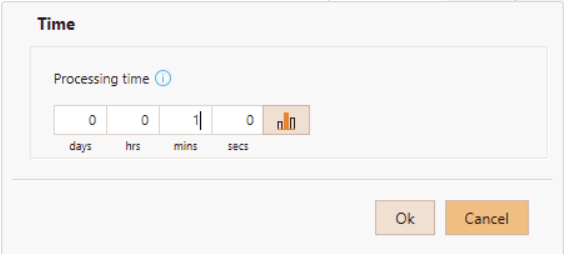 Time
Processing time
0 0 1 0
days hrs mins secs
Ok Cancel